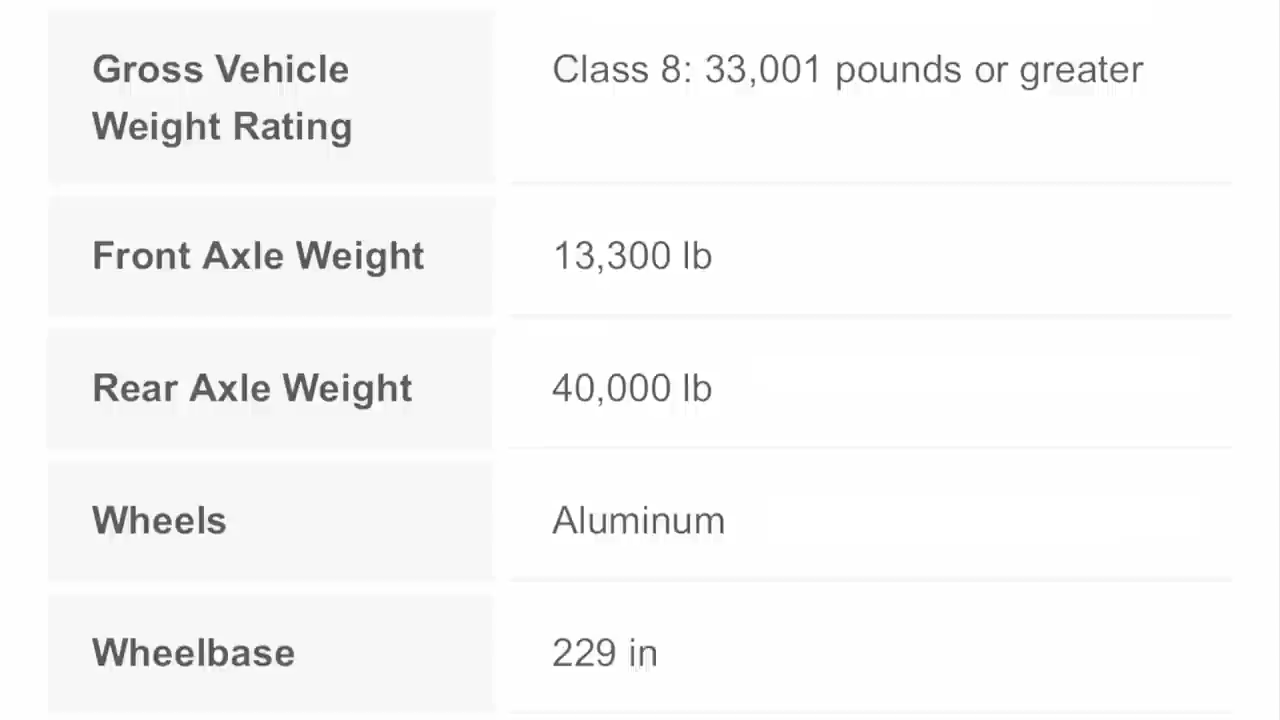 Gross Vehicle Weight Rating
Class 8: 33,001 pounds or greater
Front Axle Weight
13,300 lb
Rear Axle Weight
40,000 lb
Wheels
Aluminum
Wheelbase
229 in